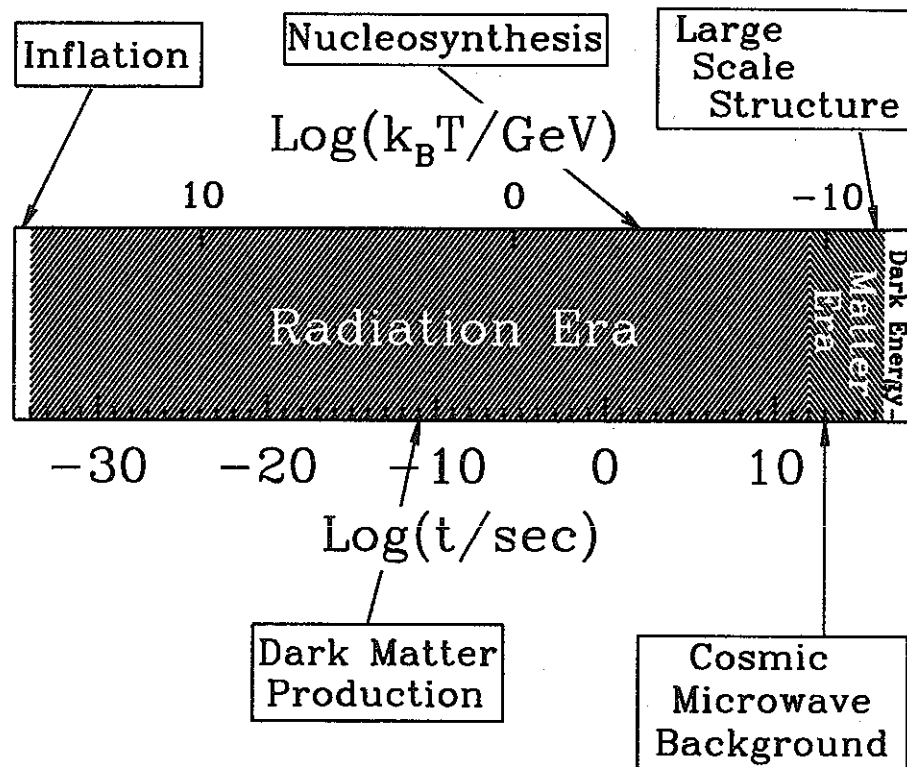 Inflation
Nucleosynthesis
Large
Scale
Structure
Log(k_B T/GeV)
10 0 −10
Radiation Era
Matter
Era
Dark Energy
−30 −20 −10 0 10
Log(t/sec)
Dark Matter
Production
Cosmic
Microwave
Background